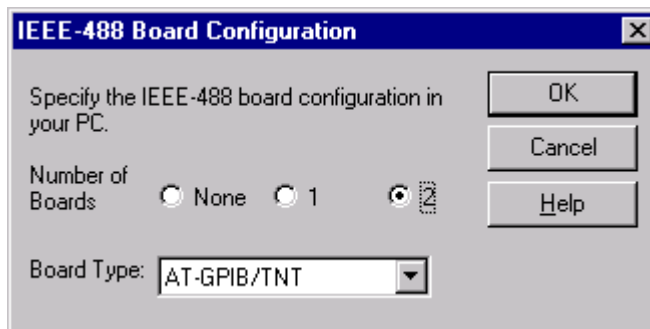 IEEE-488 Board Configuration
Specify the IEEE-488 board configuration in
your PC.
OK
Cancel
Help
Number of
Boards
None
1
2
Board Type:
AT-GPIB/TNT